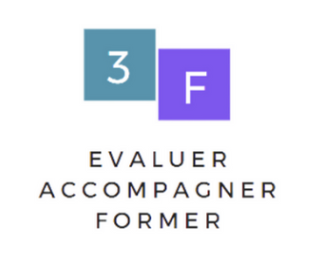 3
F
EVALUER
ACCOMPAGNER
FORMER